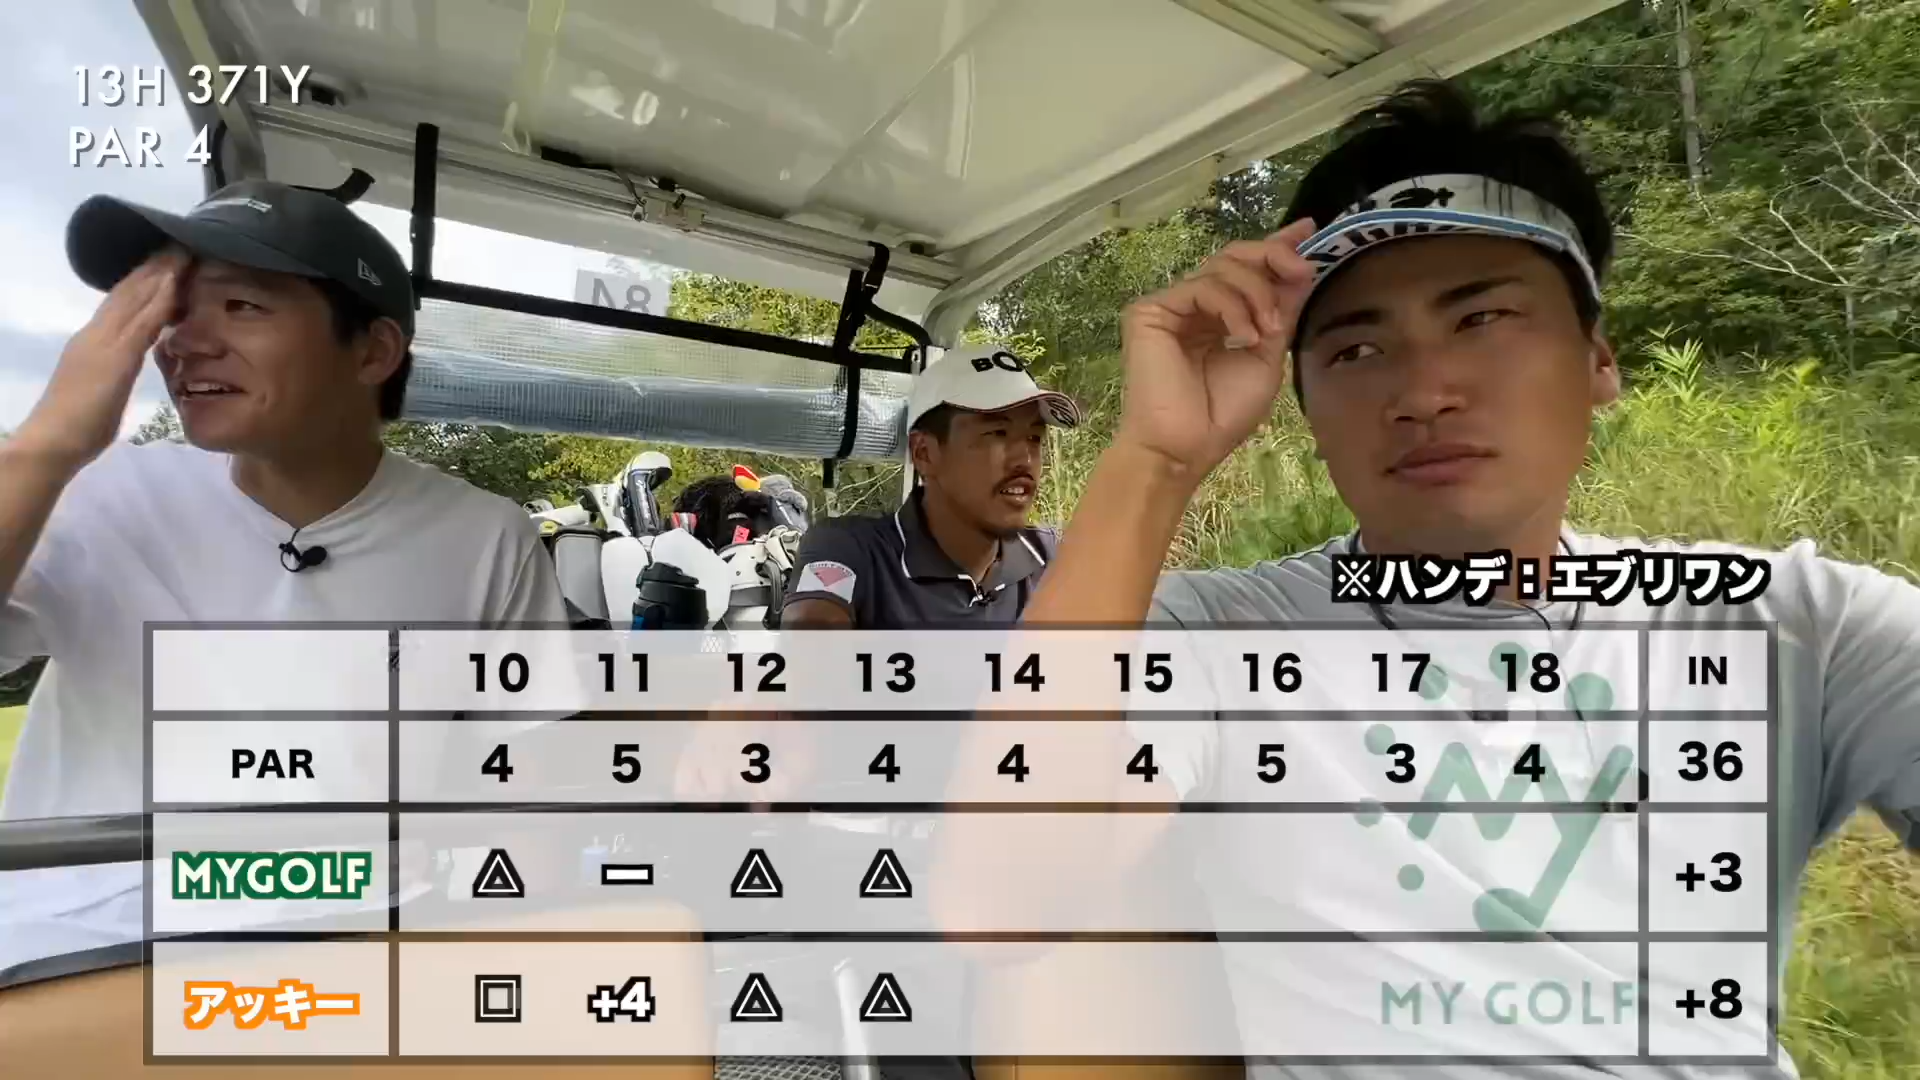 13H 371Y
PAR 4
84
BO
※ハンデ：エブリワン
10 11 12 13 14 15 16 17 18 IN
PAR 4 5 3 4 4 4 5 3 4 36
MYGOLF △ − △ △ +3
アッキー □ +4 △ △ +8
MY GOLF